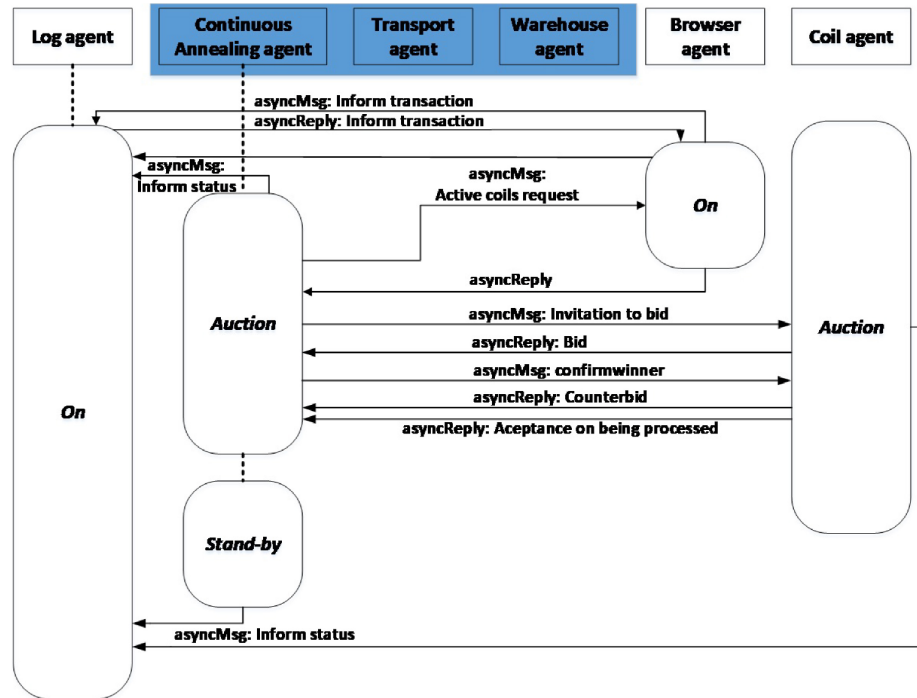 Log agent
Continuous
Annealing agent
Transport
agent
Warehouse
agent
Browser
agent
Coil agent
asyncMsg: Inform transaction
asyncReply: Inform transaction
asyncMsg:
Inform status
asyncMsg:
Active coils request
On
asyncReply
asyncMsg: Invitation to bid
Auction
Auction
asyncReply: Bid
asyncMsg: confirmwinner
asyncReply: Counterbid
On
asyncReply: Aceptance on being processed
Stand-by
asyncMsg: Inform status